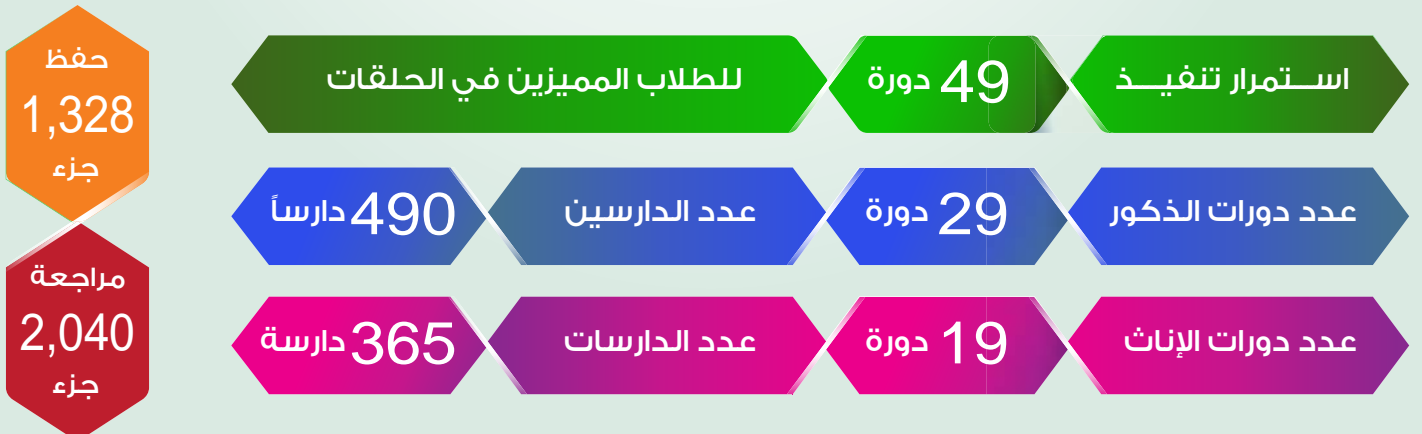 استمرار تنفيذ 49 دورة للطلاب المميزين في الحلقات
عدد دورات الذكور 29 دورة عدد الدارسين 490 دارساً
عدد دورات الإناث 19 دورة عدد الدارسات 365 دارسة
حفظ
1,328
جزء
مراجعة
2,040
جزء